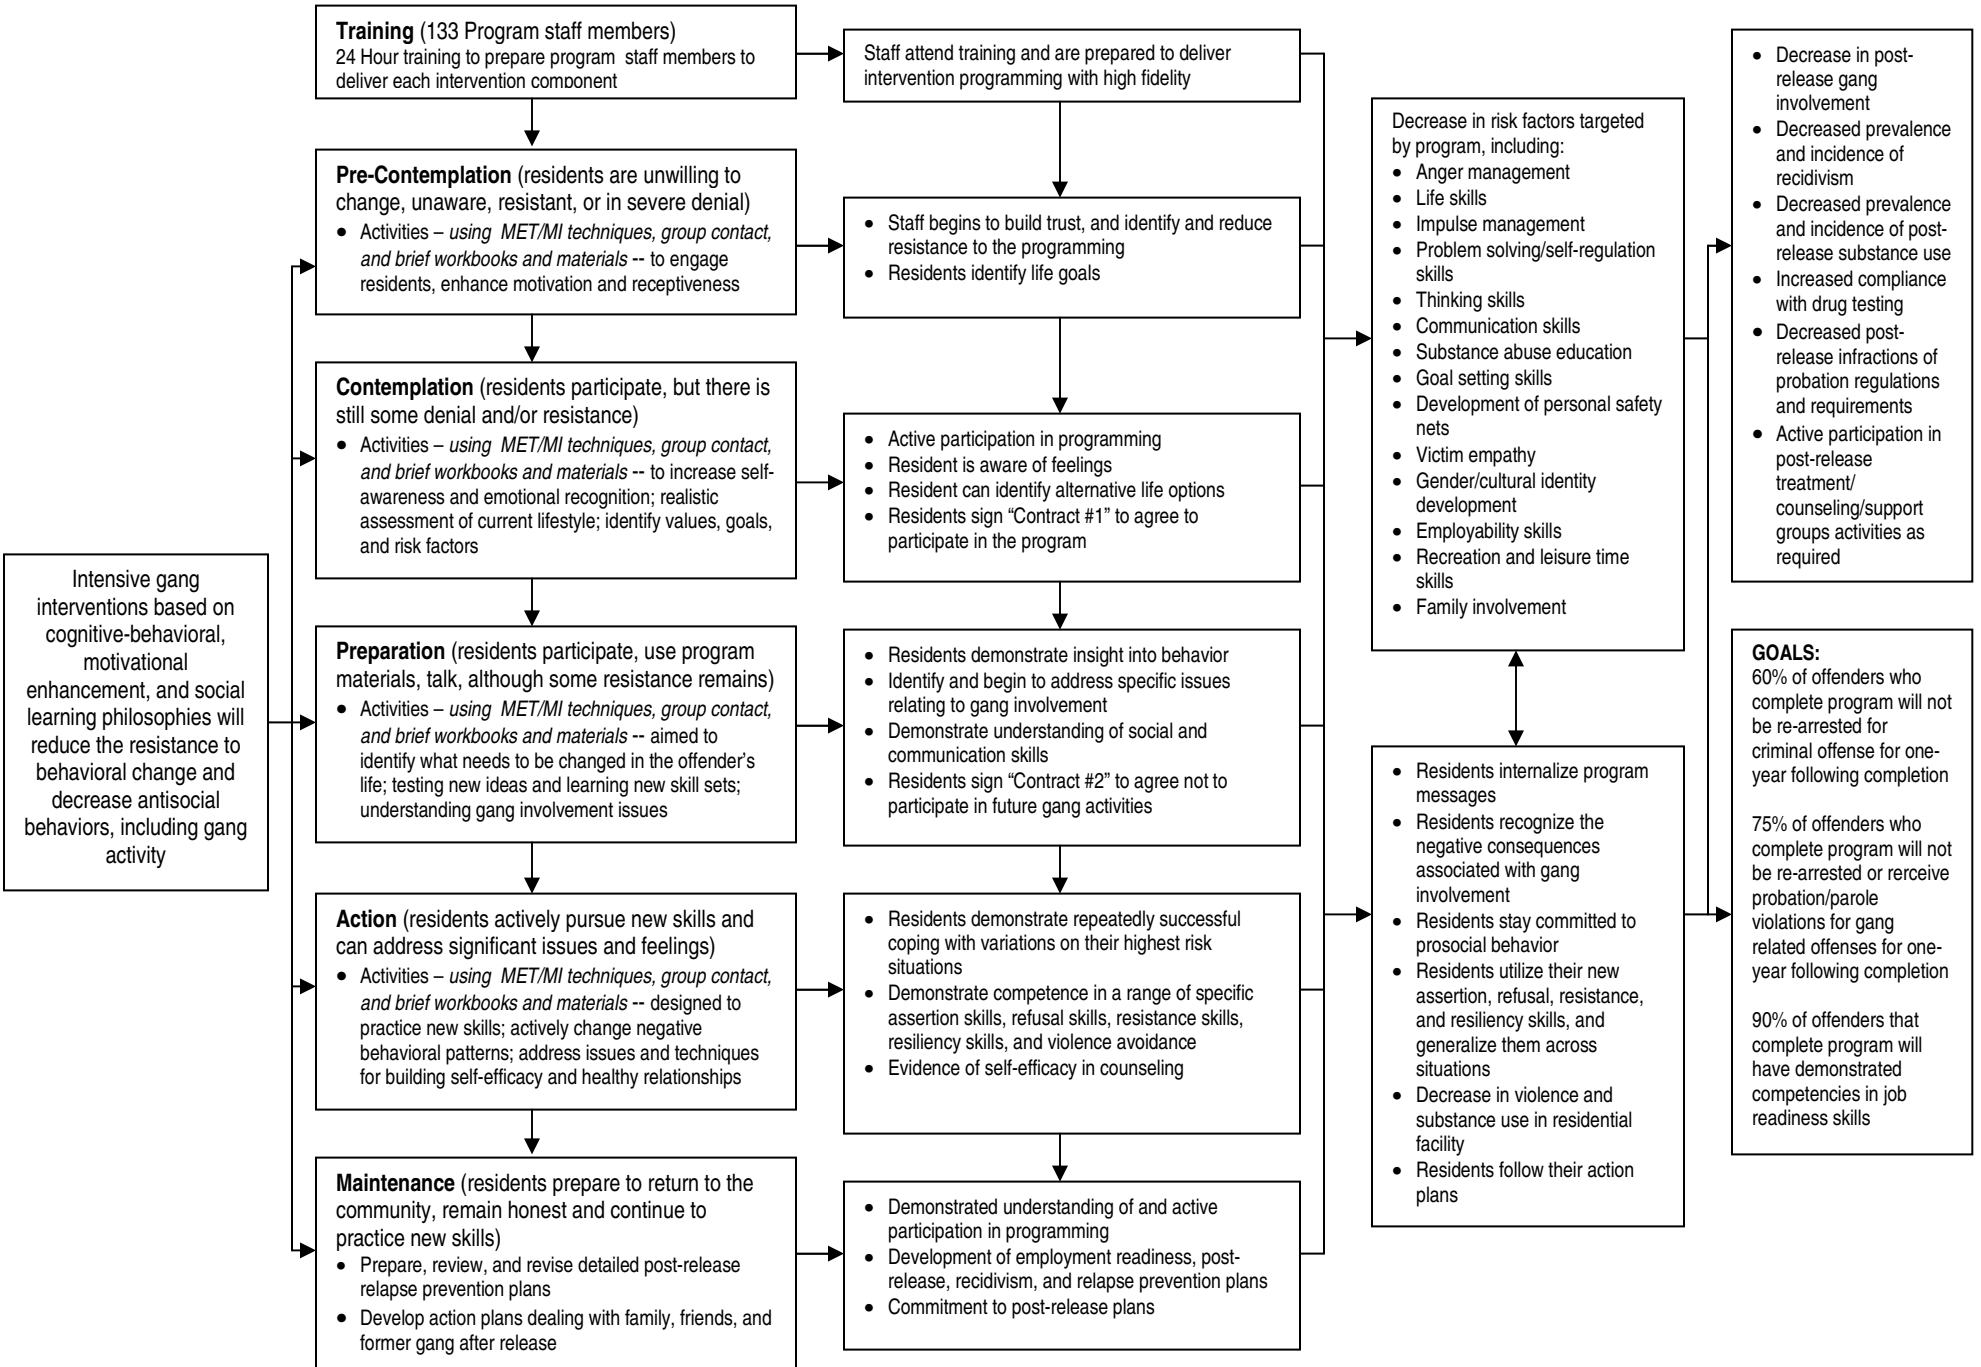 Training (133 Program staff members)
24 Hour training to prepare program staff members to
deliver each intervention component
Staff attend training and are prepared to deliver
intervention programming with high fidelity
Pre-Contemplation (residents are unwilling to
change, unaware, resistant, or in severe denial)
• Activities – using MET/MI techniques, group contact,
and brief workbooks and materials -- to engage
residents, enhance motivation and receptiveness
• Staff begins to build trust, and identify and reduce
resistance to the programming
• Residents identify life goals
Contemplation (residents participate, but there is
still some denial and/or resistance)
• Activities – using MET/MI techniques, group contact,
and brief workbooks and materials -- to increase self-
awareness and emotional recognition; realistic
assessment of current lifestyle; identify values, goals,
and risk factors
• Active participation in programming
• Resident is aware of feelings
• Resident can identify alternative life options
• Residents sign “Contract #1” to agree to
participate in the program
Intensive gang
interventions based on
cognitive-behavioral,
motivational
enhancement, and social
learning philosophies will
reduce the resistance to
behavioral change and
decrease antisocial
behaviors, including gang
activity
Preparation (residents participate, use program
materials, talk, although some resistance remains)
• Activities – using MET/MI techniques, group contact,
and brief workbooks and materials -- aimed to
identify what needs to be changed in the offender’s
life; testing new ideas and learning new skill sets;
understanding gang involvement issues
• Residents demonstrate insight into behavior
• Identify and begin to address specific issues
relating to gang involvement
• Demonstrate understanding of social and
communication skills
• Residents sign “Contract #2” to agree not to
participate in future gang activities
Action (residents actively pursue new skills and
can address significant issues and feelings)
• Activities – using MET/MI techniques, group contact,
and brief workbooks and materials -- designed to
practice new skills; actively change negative
behavioral patterns; address issues and techniques
for building self-efficacy and healthy relationships
• Residents demonstrate repeatedly successful
coping with variations on their highest risk
situations
• Demonstrate competence in a range of specific
assertion skills, refusal skills, resistance skills,
resiliency skills, and violence avoidance
• Evidence of self-efficacy in counseling
Maintenance (residents prepare to return to the
community, remain honest and continue to
practice new skills)
• Prepare, review, and revise detailed post-release
relapse prevention plans
• Develop action plans dealing with family, friends, and
former gang after release
• Demonstrated understanding of and active
participation in programming
• Development of employment readiness, post-
release, recidivism, and relapse prevention plans
• Commitment to post-release plans
Decrease in risk factors targeted
by program, including:
• Anger management
• Life skills
• Impulse management
• Problem solving/self-regulation
skills
• Thinking skills
• Communication skills
• Substance abuse education
• Goal setting skills
• Development of personal safety
nets
• Victim empathy
• Gender/cultural identity
development
• Employability skills
• Recreation and leisure time
skills
• Family involvement
• Residents internalize program
messages
• Residents recognize the
negative consequences
associated with gang
involvement
• Residents stay committed to
prosocial behavior
• Residents utilize their new
assertion, refusal, resistance,
and resiliency skills, and
generalize them across
situations
• Decrease in violence and
substance use in residential
facility
• Residents follow their action
plans
• Decrease in post-
release gang
involvement
• Decreased prevalence
and incidence of
recidivism
• Decreased prevalence
and incidence of post-
release substance use
• Increased compliance
with drug testing
• Decreased post-
release infractions of
probation regulations
and requirements
• Active participation in
post-release
treatment/
counseling/support
groups activities as
required
GOALS:
60% of offenders who
complete program will not
be re-arrested for
criminal offense for one-
year following completion
75% of offenders who
complete program will not
be re-arrested or rerceive
probation/parole
violations for gang
related offenses for one-
year following completion
90% of offenders that
complete program will
have demonstrated
competencies in job
readiness skills